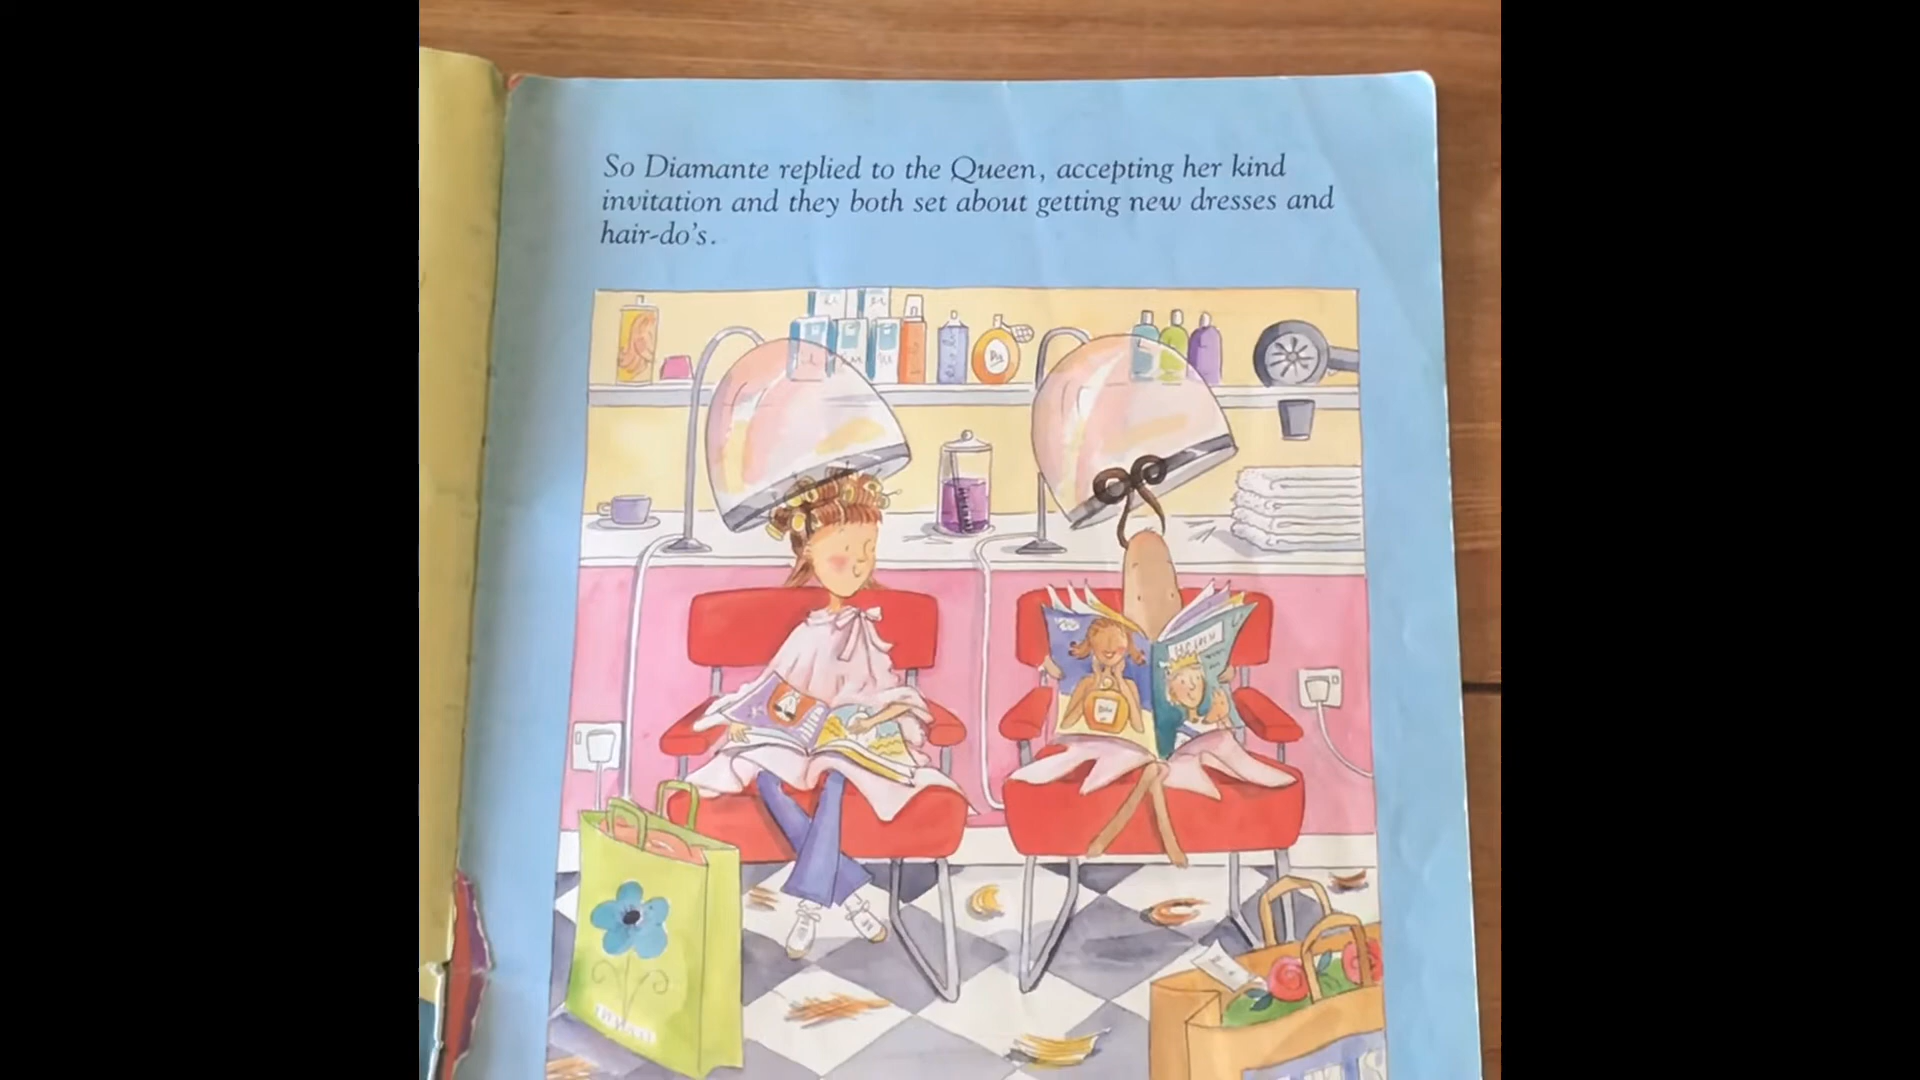 So Diamante replied to the Queen, accepting her kind
invitation and they both set about getting new dresses and
hair-do's.